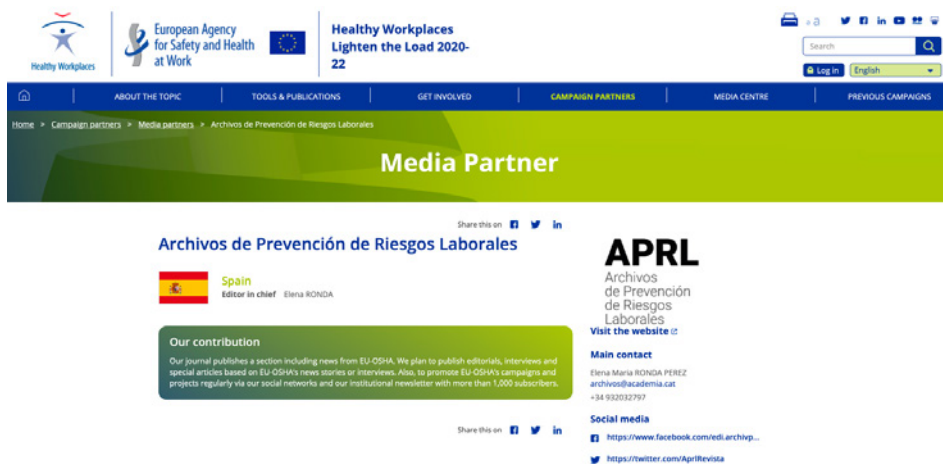 Healthy Workplaces
European Agency
for Safety and Health
at Work
Healthy Workplaces
Lighten the Load 2020-
22
Search
Log in
English
ABOUT THE TOPIC
TOOLS & PUBLICATIONS
GET INVOLVED
CAMPAIGN PARTNERS
MEDIA CENTRE
PREVIOUS CAMPAIGNS
Home > Campaign partners > Media partners > Archivos de Prevención de Riesgos Laborales
Media Partner
Share this on
Archivos de Prevención de Riesgos Laborales
Spain
Editor in chief Elena RONDA
Our contribution
Our journal publishes a section including news from EU-OSHA. We plan to publish editorials, interviews and
special articles based on EU-OSHA's news stories or interviews. Also, to promote EU-OSHA's campaigns and
projects regularly via our social networks and our institutional newsletter with more than 1,000 subscribers.
Share this on
APRL
Archivos
de Prevención
de Riesgos
Laborales
Visit the website
Main contact
Elena Maria RONDA PEREZ
archivos@academia.cat
+34 932032797
Social media
https://www.facebook.com/edi.archivp...
https://twitter.com/AprlRevista